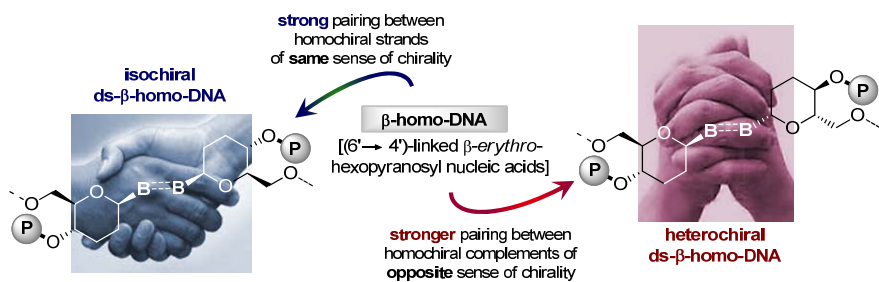 strong pairing between
homochiral strands
of same sense of chirality
isochiral
ds-β-homo-DNA
β-homo-DNA
[(6'→ 4')-linked β-erythro-
hexopyranosyl nucleic acids]
O
P
O
O
B
B
O
O
P
O
O
P
O
O
B
B
O
O
P
O
stronger pairing between
homochiral complements of
opposite sense of chirality
heterochiral
ds-β-homo-DNA